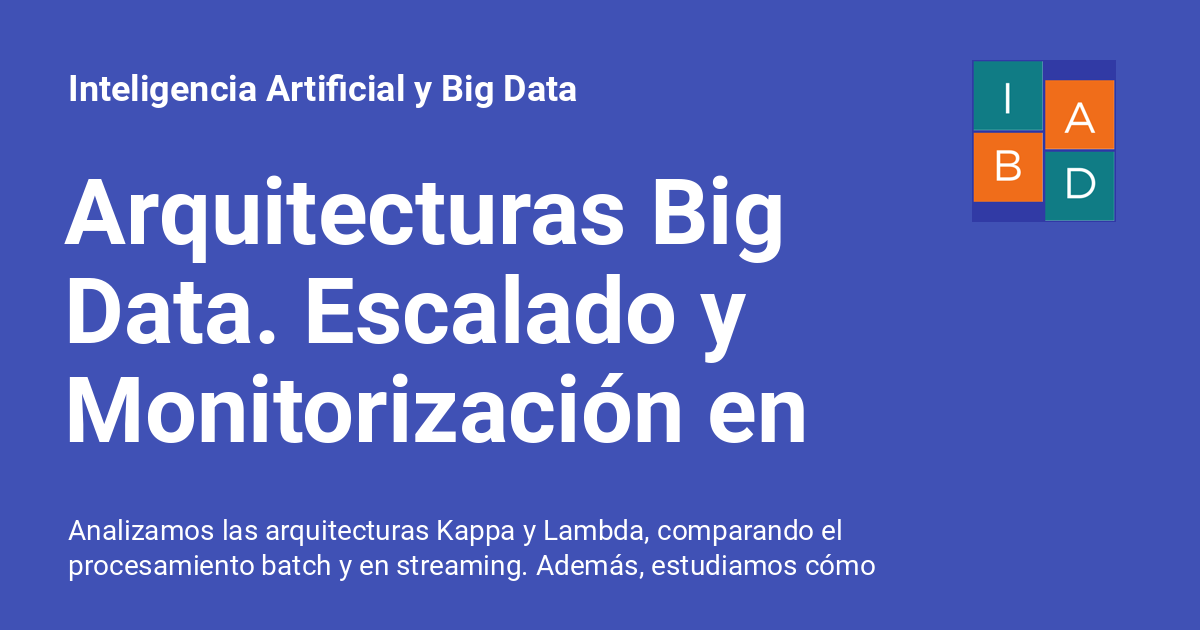 Inteligencia Artificial y Big Data
I
A
B
D
Arquitecturas Big
Data. Escalado y
Monitorización en
Analizamos las arquitecturas Kappa y Lambda, comparando el
procesamiento batch y en streaming. Además, estudiamos cómo